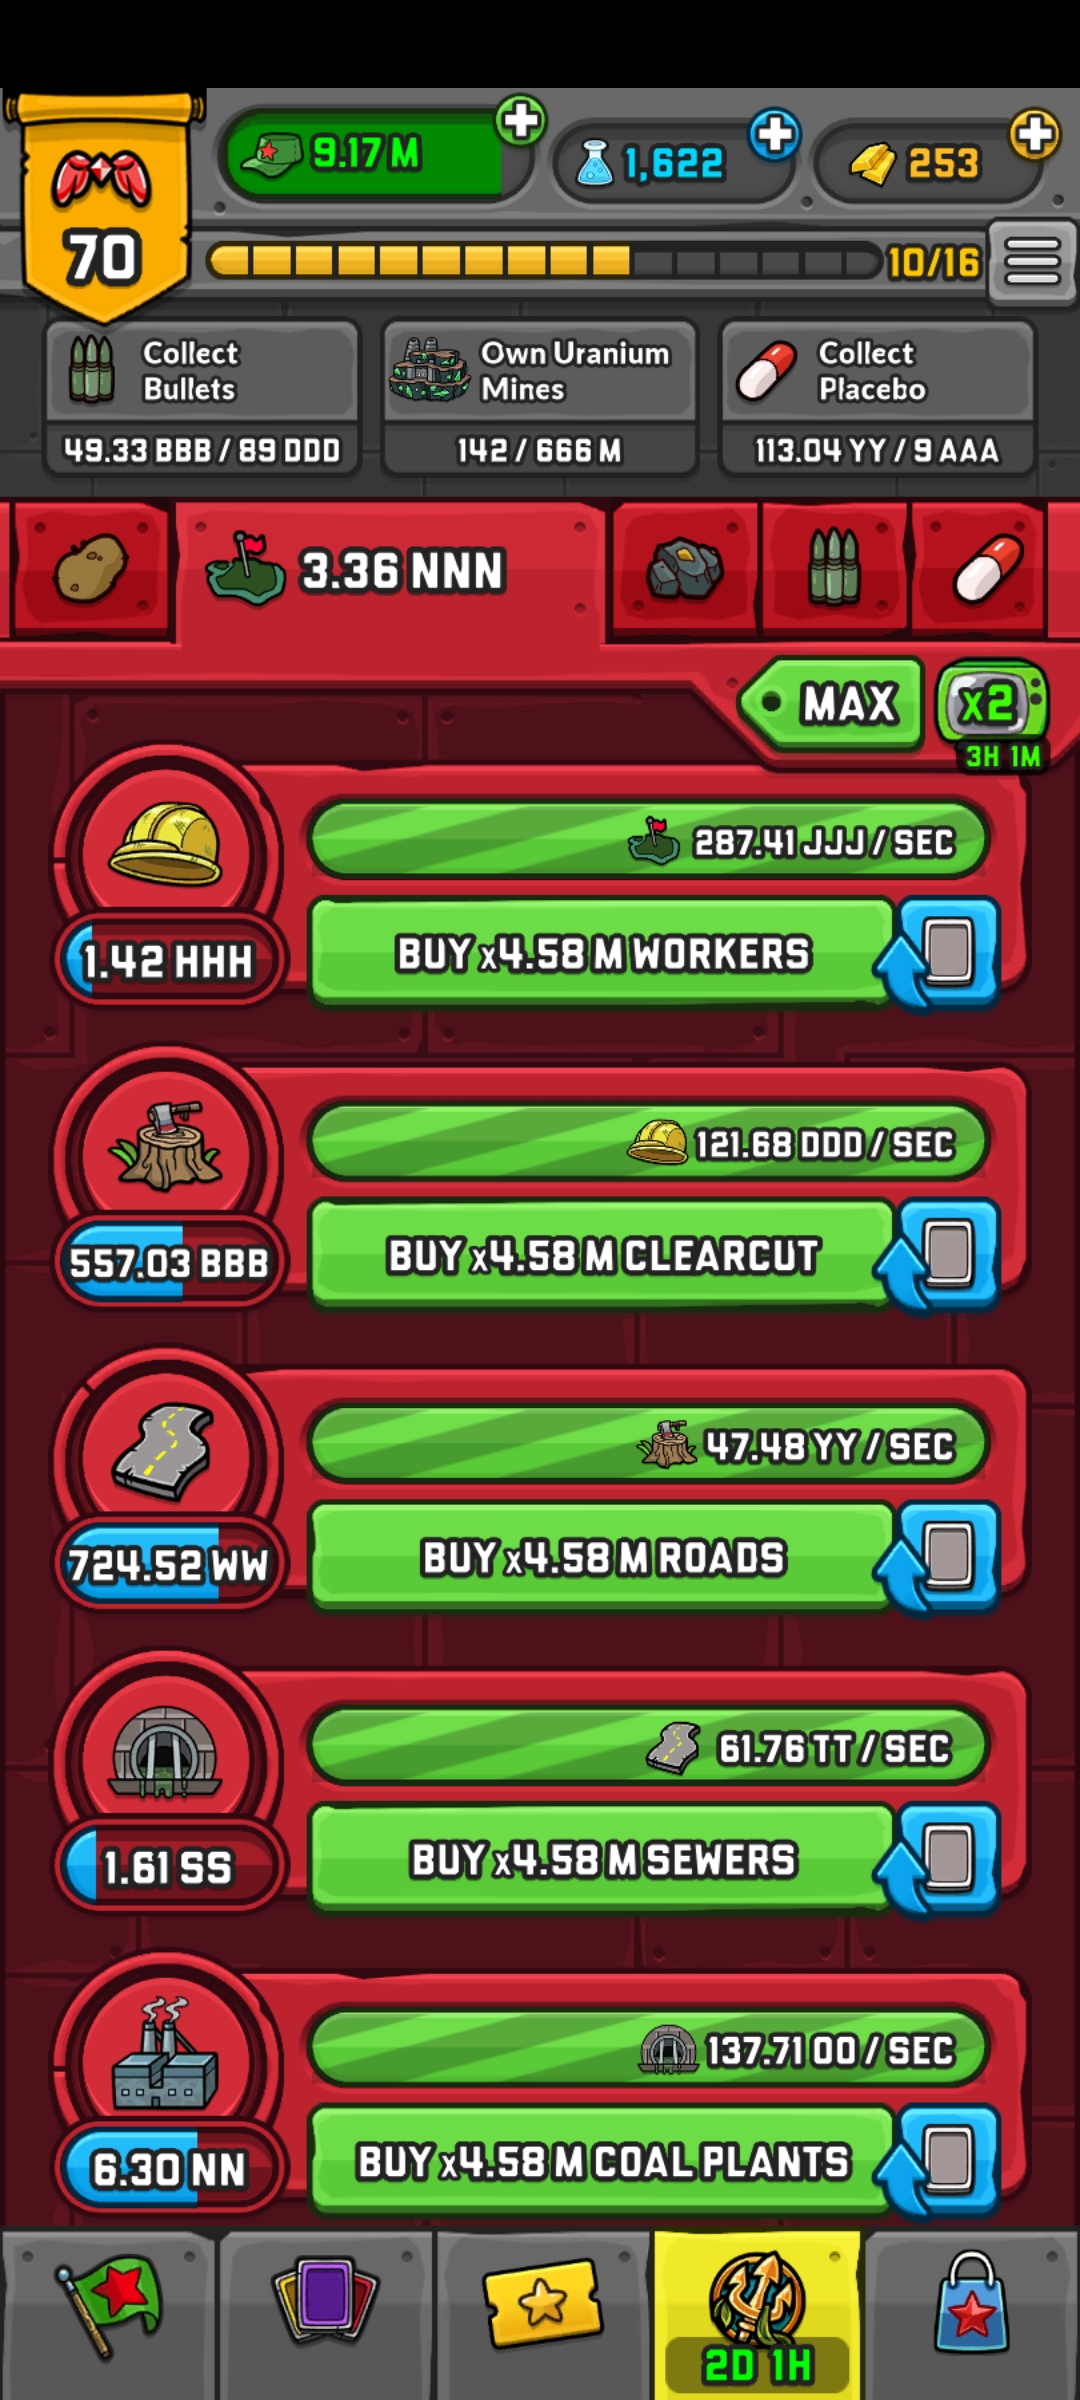 70
9.17 M
1,622
253
10/16
Collect
Bullets
49.33 BBB / 89 DDD
Own Uranium
Mines
142 / 666 M
Collect
Placebo
113.04 YY / 9 AAA
3.36 NNN
MAX
x2
3H 1M
287.41 JJJ / SEC
1.42 HHH
BUY x4.58 M WORKERS
121.68 DDD / SEC
557.03 BBB
BUY x4.58 M CLEARCUT
47.48 YY / SEC
724.52 WW
BUY x4.58 M ROADS
61.76 TT / SEC
1.61 SS
BUY x4.58 M SEWERS
137.71 OO / SEC
6.30 NN
BUY x4.58 M COAL PLANTS
2D 1H